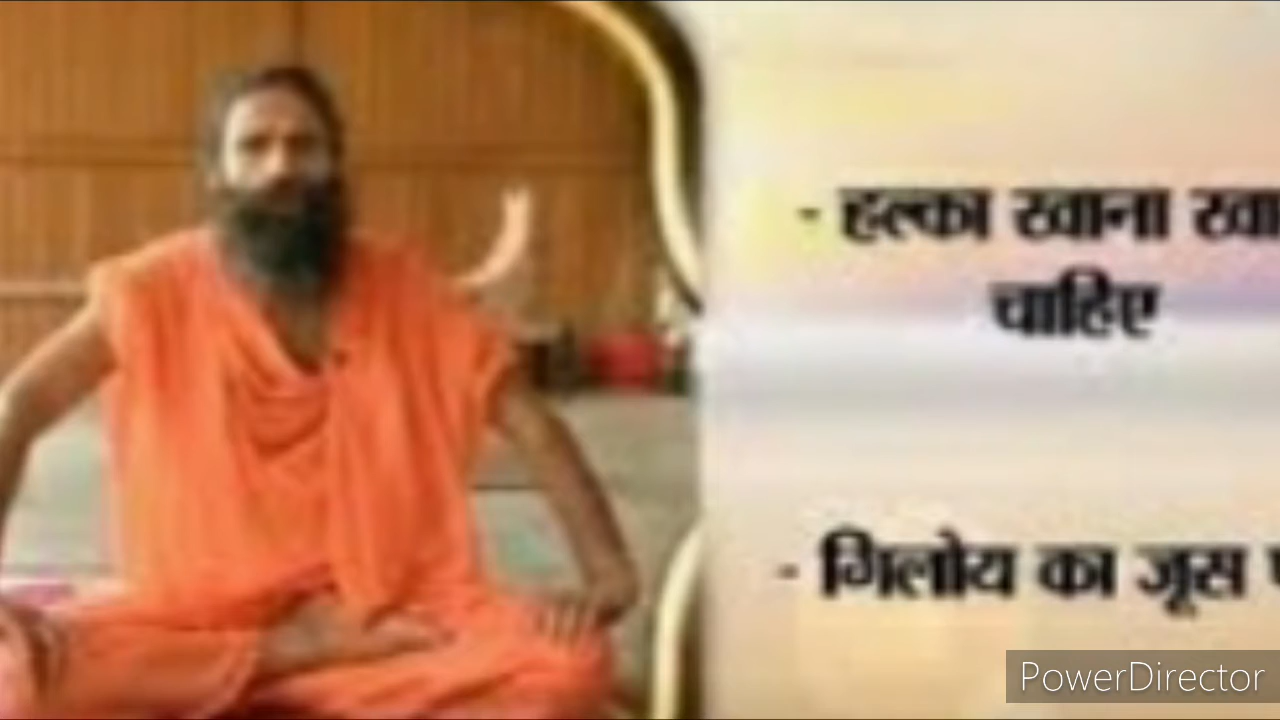 - हल्का खाना
चाहिए
- गिलोय का जूस
PowerDirector